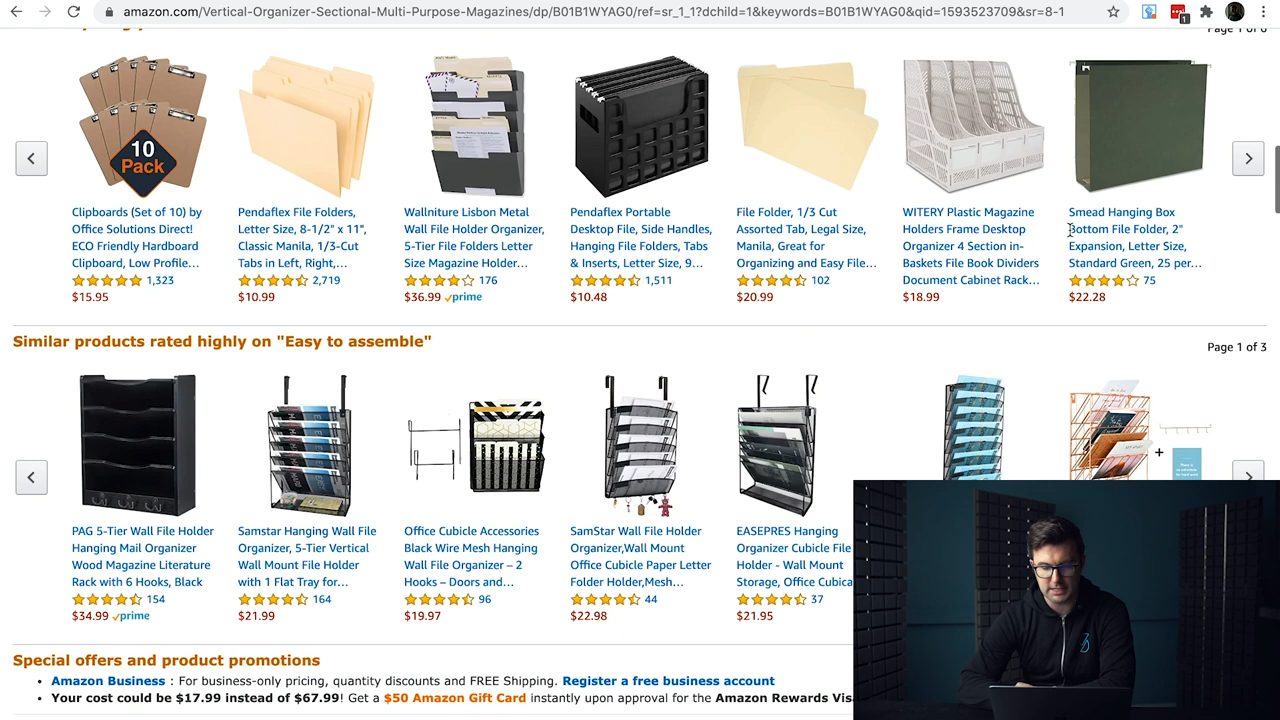 amazon.com/Vertical-Organizer-Sectional-Multi-Purpose-Magazines/dp/B01B1WYAG0/ref=sr_1_1?dchild=1&keywords=B01B1WYAG0&qid=1593523709&sr=8-1
1
Page 1 of 6
10
Pack
Clipboards (Set of 10) by
Office Solutions Direct!
ECO Friendly Hardboard
Clipboard, Low Profile…
1,323
$15.95
Pendaflex File Folders,
Letter Size, 8-1/2" x 11",
Classic Manila, 1/3-Cut
Tabs in Left, Right,…
2,719
$10.99
Wallniture Lisbon Metal
Wall File Holder Organizer,
5-Tier File Folders Letter
Size Magazine Holder…
176
$36.99 prime
Pendaflex Portable
Desktop File, Side Handles,
Hanging File Folders, Tabs
& Inserts, Letter Size, 9…
1,511
$10.48
File Folder, 1/3 Cut
Assorted Tab, Legal Size,
Manila, Great for
Organizing and Easy File…
102
$20.99
WITERY Plastic Magazine
Holders Frame Desktop
Organizer 4 Section in-
Baskets File Book Dividers
Document Cabinet Rack…
$18.99
Smead Hanging Box
Bottom File Folder, 2"
Expansion, Letter Size,
Standard Green, 25 per…
75
$22.28
Similar products rated highly on "Easy to assemble"
Page 1 of 3
+
PAG 5-Tier Wall File Holder
Hanging Mail Organizer
Wood Magazine Literature
Rack with 6 Hooks, Black
154
$34.99 prime
Samstar Hanging Wall File
Organizer, 5-Tier Vertical
Wall Mount File Holder
with 1 Flat Tray for…
164
$21.99
Office Cubicle Accessories
Black Wire Mesh Hanging
Wall File Organizer – 2
Hooks – Doors and…
96
$19.97
SamStar Wall File Holder
Organizer,Wall Mount
Office Cubicle Paper Letter
Folder Holder,Mesh…
44
$22.98
EASEPRES Hanging
Organizer Cubicle File
Holder - Wall Mount
Storage, Office Cubica
37
$21.95
Special offers and product promotions
• Amazon Business : For business-only pricing, quantity discounts and FREE Shipping. Register a free business account
• Your cost could be $17.99 instead of $67.99! Get a $50 Amazon Gift Card instantly upon approval for the Amazon Rewards Visa